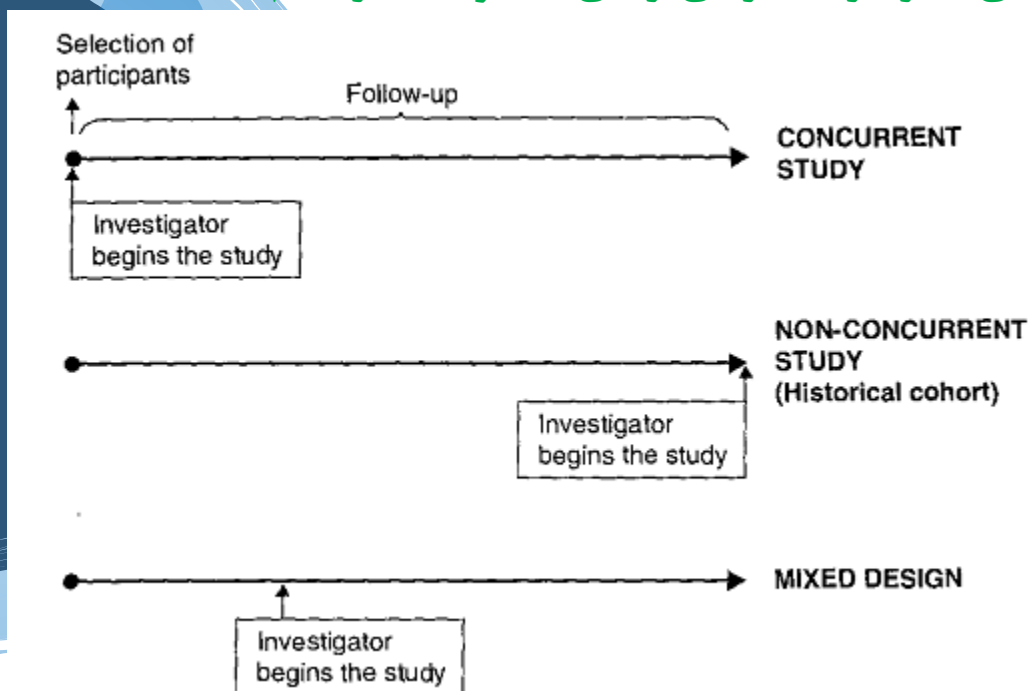 Selection of
participants
Follow-up
CONCURRENT
STUDY
Investigator
begins the study
NON-CONCURRENT
STUDY
(Historical cohort)
Investigator
begins the study
MIXED DESIGN
Investigator
begins the study